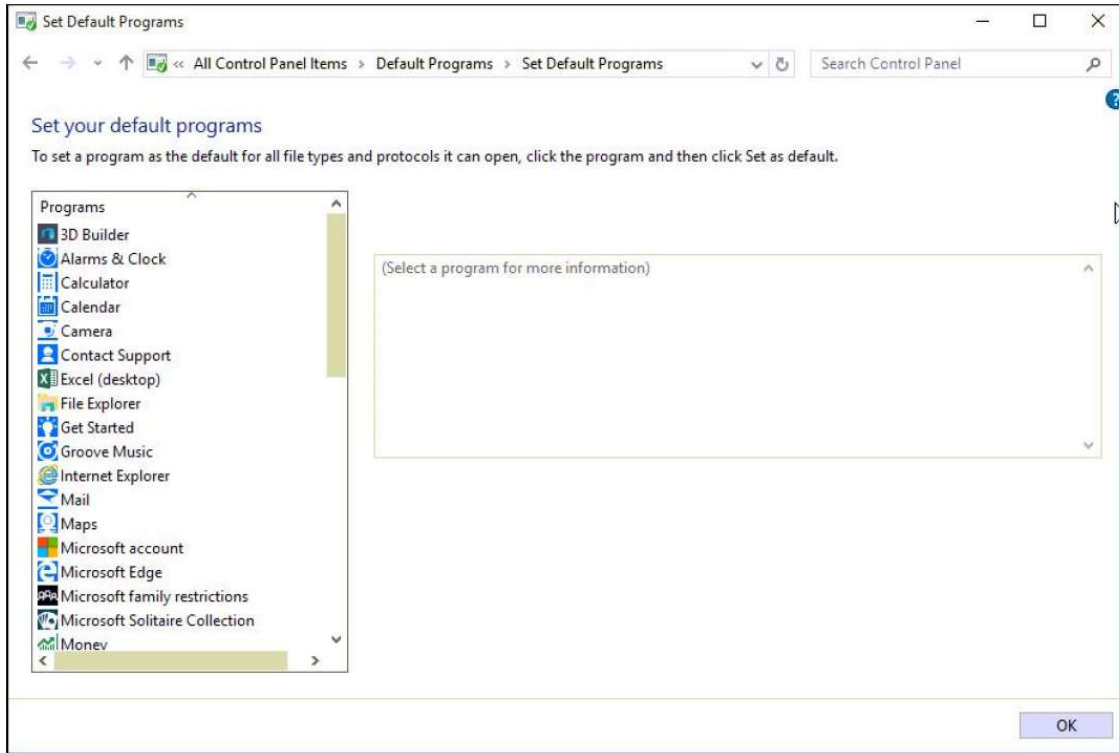 Set Default Programs
« All Control Panel Items > Default Programs > Set Default Programs
Search Control Panel
?
Set your default programs
To set a program as the default for all file types and protocols it can open, click the program and then click Set as default.
Programs
3D Builder
Alarms & Clock
Calculator
Calendar
Camera
Contact Support
Excel (desktop)
File Explorer
Get Started
Groove Music
Internet Explorer
Mail
Maps
Microsoft account
Microsoft Edge
Microsoft family restrictions
Microsoft Solitaire Collection
Money
(Select a program for more information)
OK